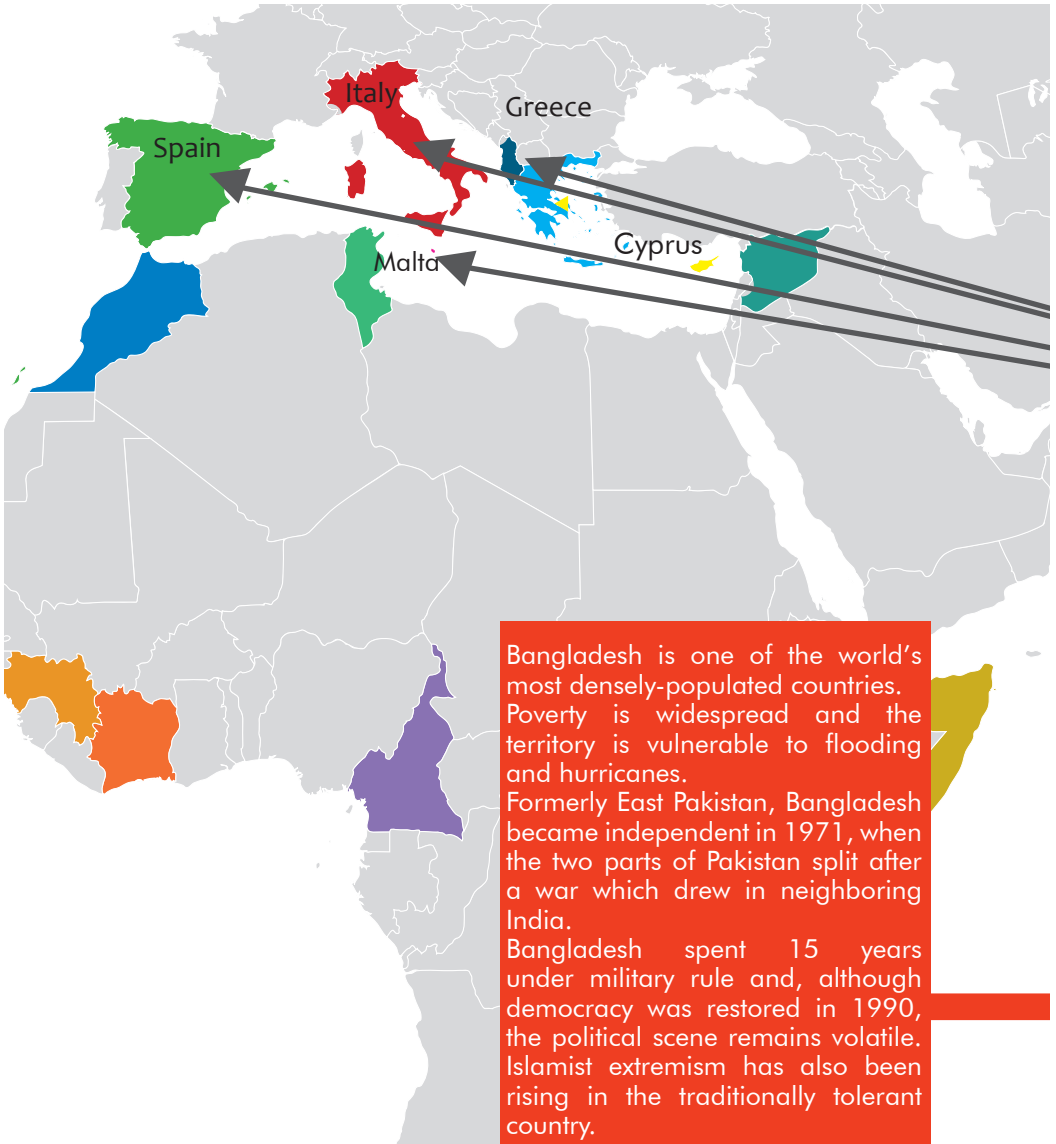 Italy
Greece
Spain
Cyprus
Malta
Bangladesh is one of the world's
most densely-populated countries.
Poverty is widespread and the
territory is vulnerable to flooding
and hurricanes.
Formerly East Pakistan, Bangladesh
became independent in 1971, when
the two parts of Pakistan split after
a war which drew in neighboring
India.
Bangladesh spent 15 years
under military rule and, although
democracy was restored in 1990,
the political scene remains volatile.
Islamist extremism has also been
rising in the traditionally tolerant
country.